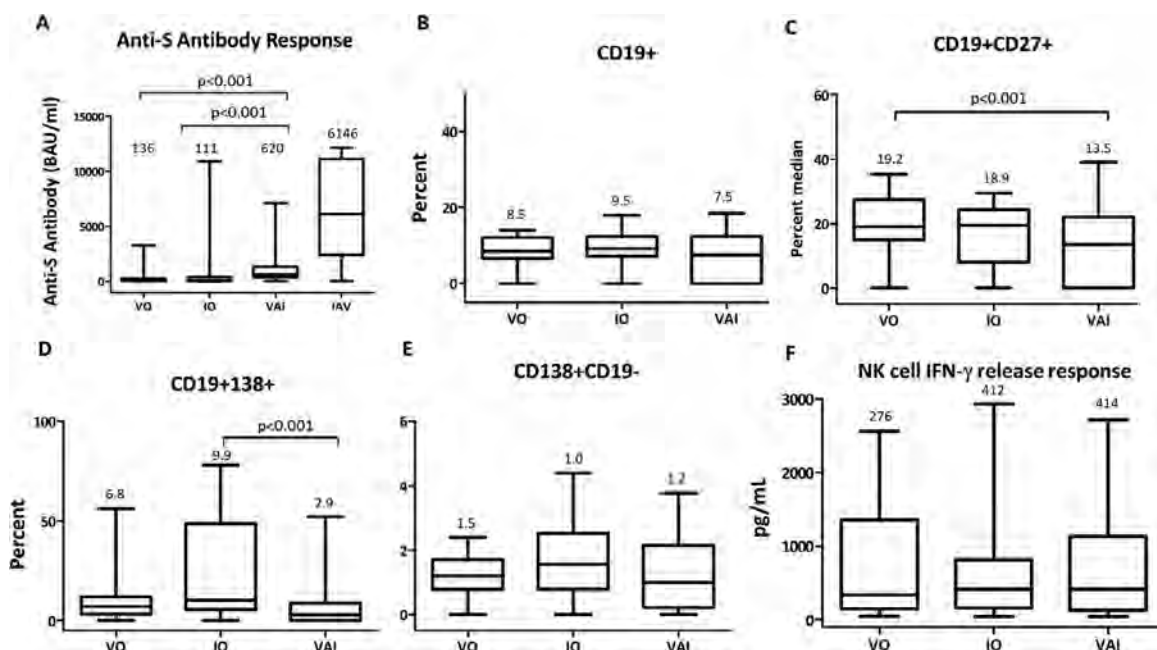 A
Anti-S Antibody Response
p<0.001
p<0.001
Anti-S Antibody (BAU/ml)
15000
10000
5000
0
136
111
620
6146
VO
IO
VAI
IAV
B
CD19+
Percent
40
20
0
8.5
9.5
7.5
VO
IO
VAI
C
CD19+CD27+
p<0.001
Percent median
60
40
20
0
19.2
18.9
13.5
VO
IO
VAI
D
CD19+138+
p<0.001
Percent
100
50
0
6.8
9.9
2.9
VO
IO
VAI
E
CD138+CD19-
6
4
2
0
1.5
1.0
1.2
VO
IO
VAI
F
NK cell IFN-γ release response
pg/mL
3000
2000
1000
0
276
412
414
VO
IO
VAI